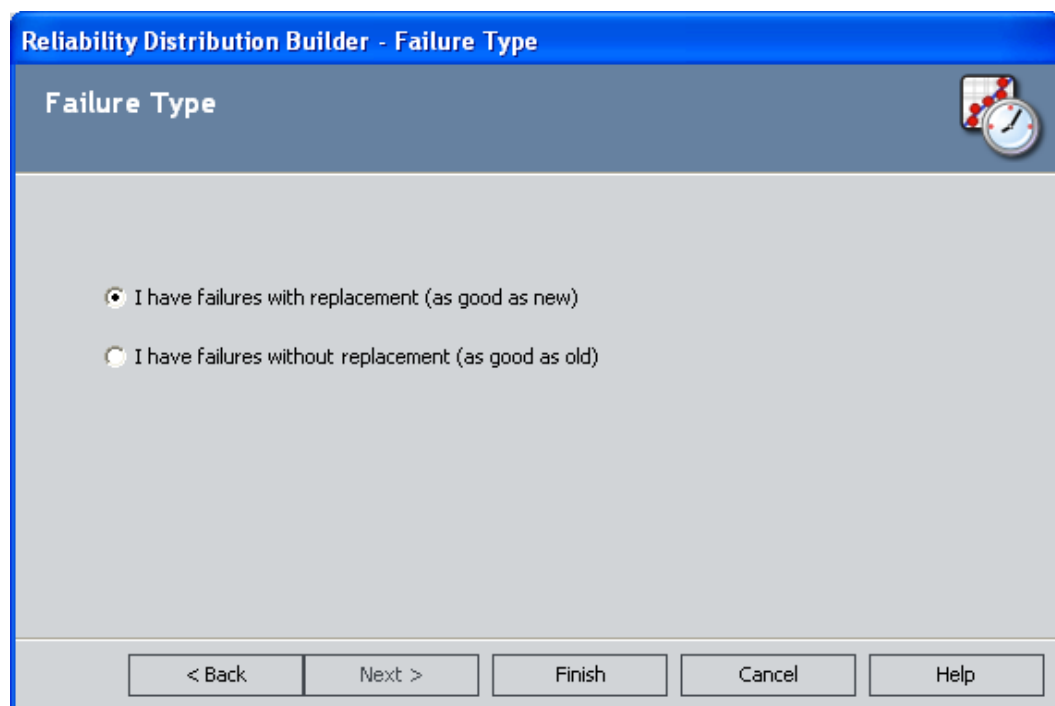 Reliability Distribution Builder - Failure Type
Failure Type
I have failures with replacement (as good as new)
I have failures without replacement (as good as old)
< Back Next > Finish Cancel Help